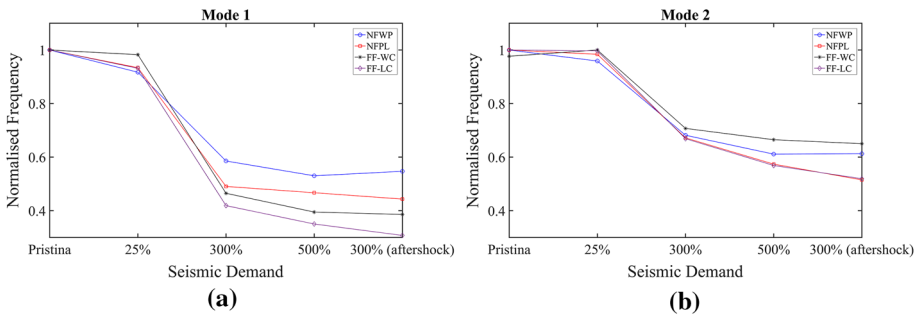 Mode 1
Normalised Frequency
1
0.8
0.6
0.4
NFWP
NFPL
FF-WC
FF-LC
Pristina 25% 300% 500% 300% (aftershock)
Seismic Demand
(a)
Mode 2
Normalised Frequency
1
0.8
0.6
0.4
NFWP
NFPL
FF-WC
FF-LC
Pristina 25% 300% 500% 300% (aftershock)
Seismic Demand
(b)